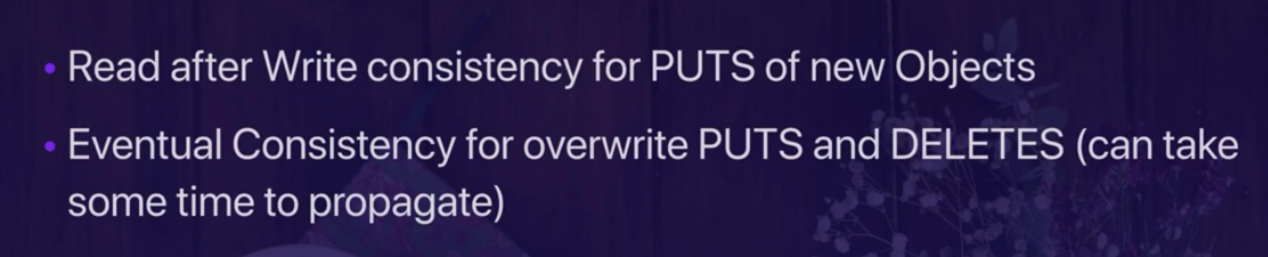 • Read after Write consistency for PUTS of new Objects
• Eventual Consistency for overwrite PUTS and DELETES (can take
some time to propagate)